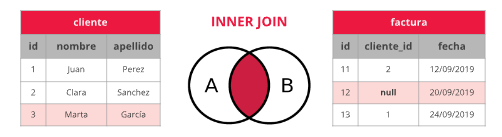 cliente
id nombre apellido
1 Juan Perez
2 Clara Sanchez
3 Marta García
INNER JOIN
A B
factura
id cliente_id fecha
11 2 12/09/2019
12 null 20/09/2019
13 1 24/09/2019